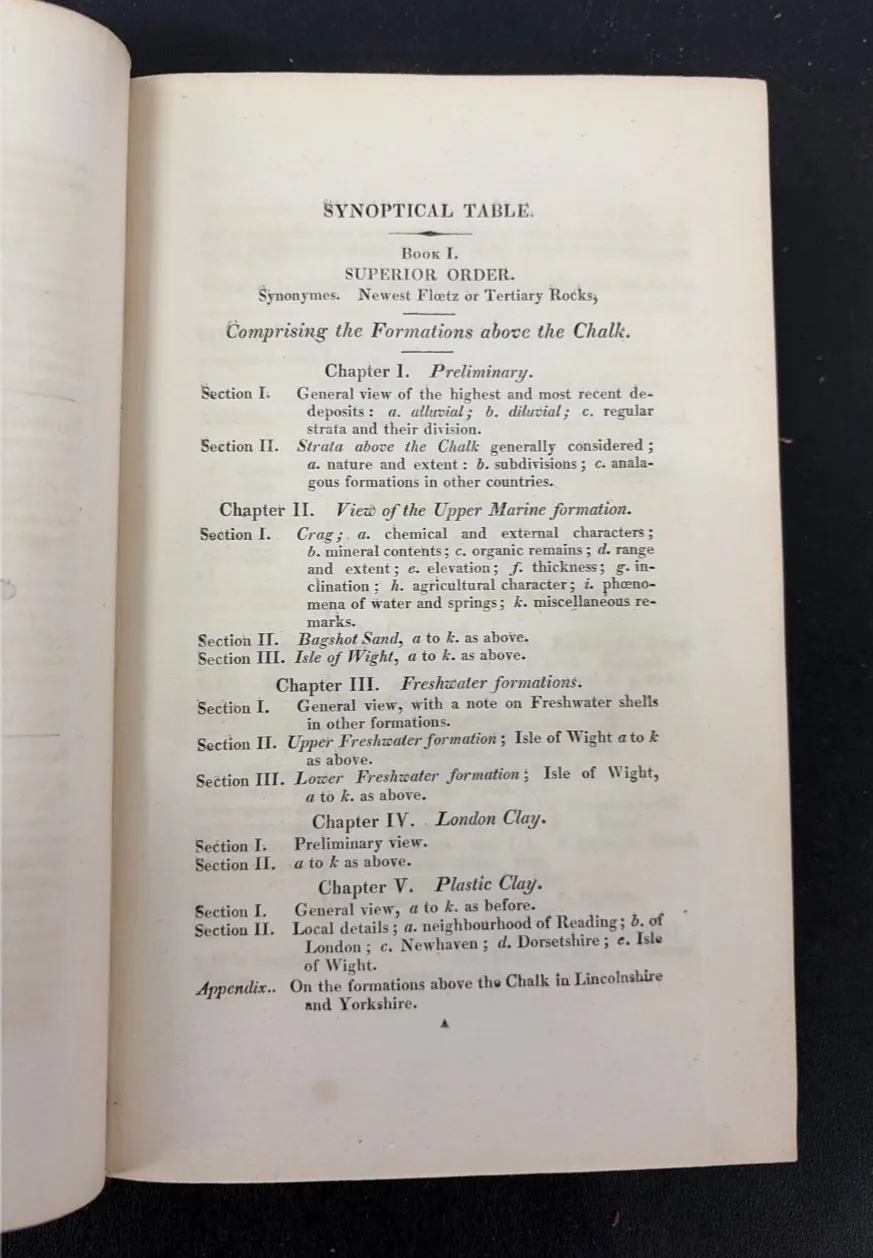 SYNOPTICAL TABLE.
BOOK I.
SUPERIOR ORDER.
Synonymes. Newest Flœtz or Tertiary Rocks,
Comprising the Formations above the Chalk.
Chapter I. Preliminary.
Section I. General view of the highest and most recent de-
deposits : a. alluvial ; b. diluvial ; c. regular
strata and their division.
Section II. Strata above the Chalk generally considered ;
a. nature and extent : b. subdivisions ; c. anala-
gous formations in other countries.
Chapter II. View of the Upper Marine formation.
Section I. Crag ; a. chemical and external characters ;
b. mineral contents ; c. organic remains ; d. range
and extent ; e. elevation ; f. thickness ; g. in-
clination ; h. agricultural character ; i. phœno-
mena of water and springs ; k. miscellaneous re-
marks.
Section II. Bagshot Sand, a to k. as above.
Section III. Isle of Wight, a to k. as above.
Chapter III. Freshwater formations.
Section I. General view, with a note on Freshwater shells
in other formations.
Section II. Upper Freshwater formation ; Isle of Wight a to k
as above.
Section III. Lower Freshwater formation ; Isle of Wight,
a to k. as above.
Chapter IV. London Clay.
Section I. Preliminary view.
Section II. a to k as above.
Chapter V. Plastic Clay.
Section I. General view, a to k. as before.
Section II. Local details ; a. neighbourhood of Reading ; b. of
London ; c. Newhaven ; d. Dorsetshire ; e. Isle
of Wight.
Appendix.. On the formations above the Chalk in Lincolnshire
and Yorkshire.